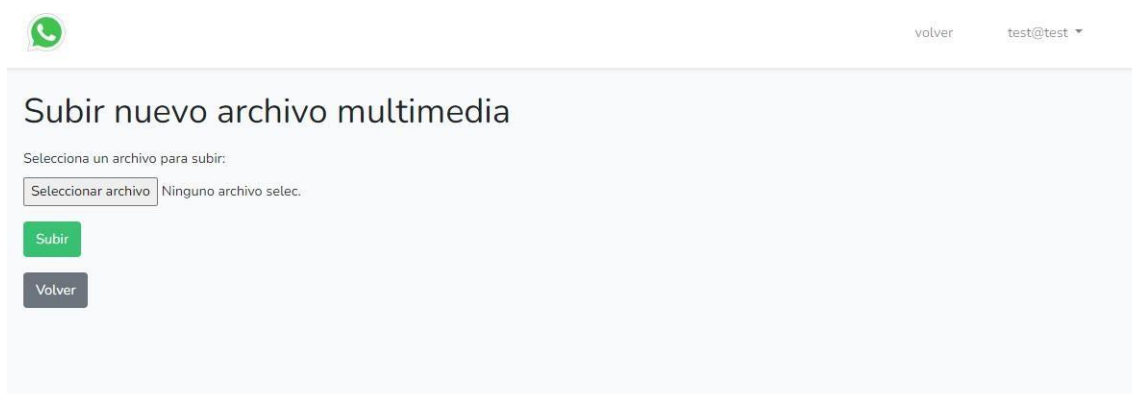 volver test@test
Subir nuevo archivo multimedia
Selecciona un archivo para subir:
Seleccionar archivo Ninguno archivo selec.
Subir
Volver